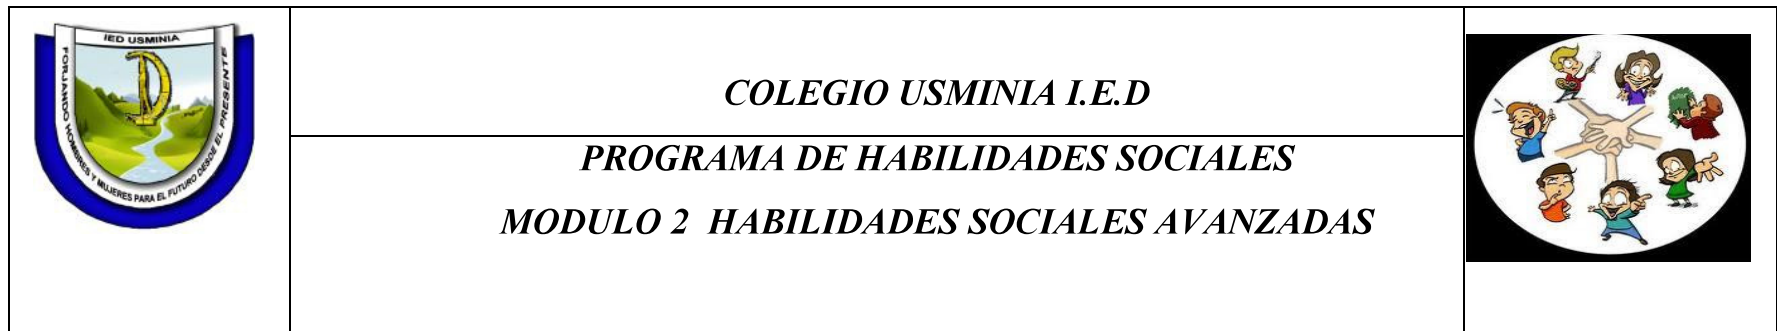 IED USMINIA
FORJANDO HOMBRES Y MUJERES PARA EL FUTURO DESDE EL PRESENTE
COLEGIO USMINIA I.E.D
PROGRAMA DE HABILIDADES SOCIALES
MODULO 2 HABILIDADES SOCIALES AVANZADAS